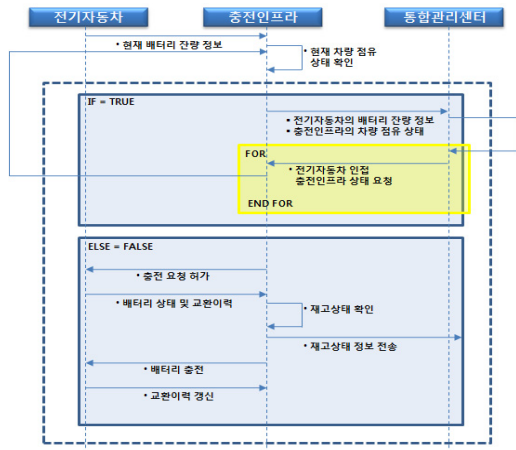 전기자동차 충전인프라 통합관리센터
• 현재 배터리 잔량 정보
• 현재 차량 점유
상태 확인
IF = TRUE
• 전기자동차의 배터리 잔량 정보
• 충전인프라의 차량 점유 상태
FOR
• 전기자동차 인접
충전인프라 상태 요청
END FOR
ELSE = FALSE
• 충전 요청 허가
• 배터리 상태 및 교환이력
• 재고상태 확인
• 재고상태 정보 전송
• 배터리 충전
• 교환이력 갱신